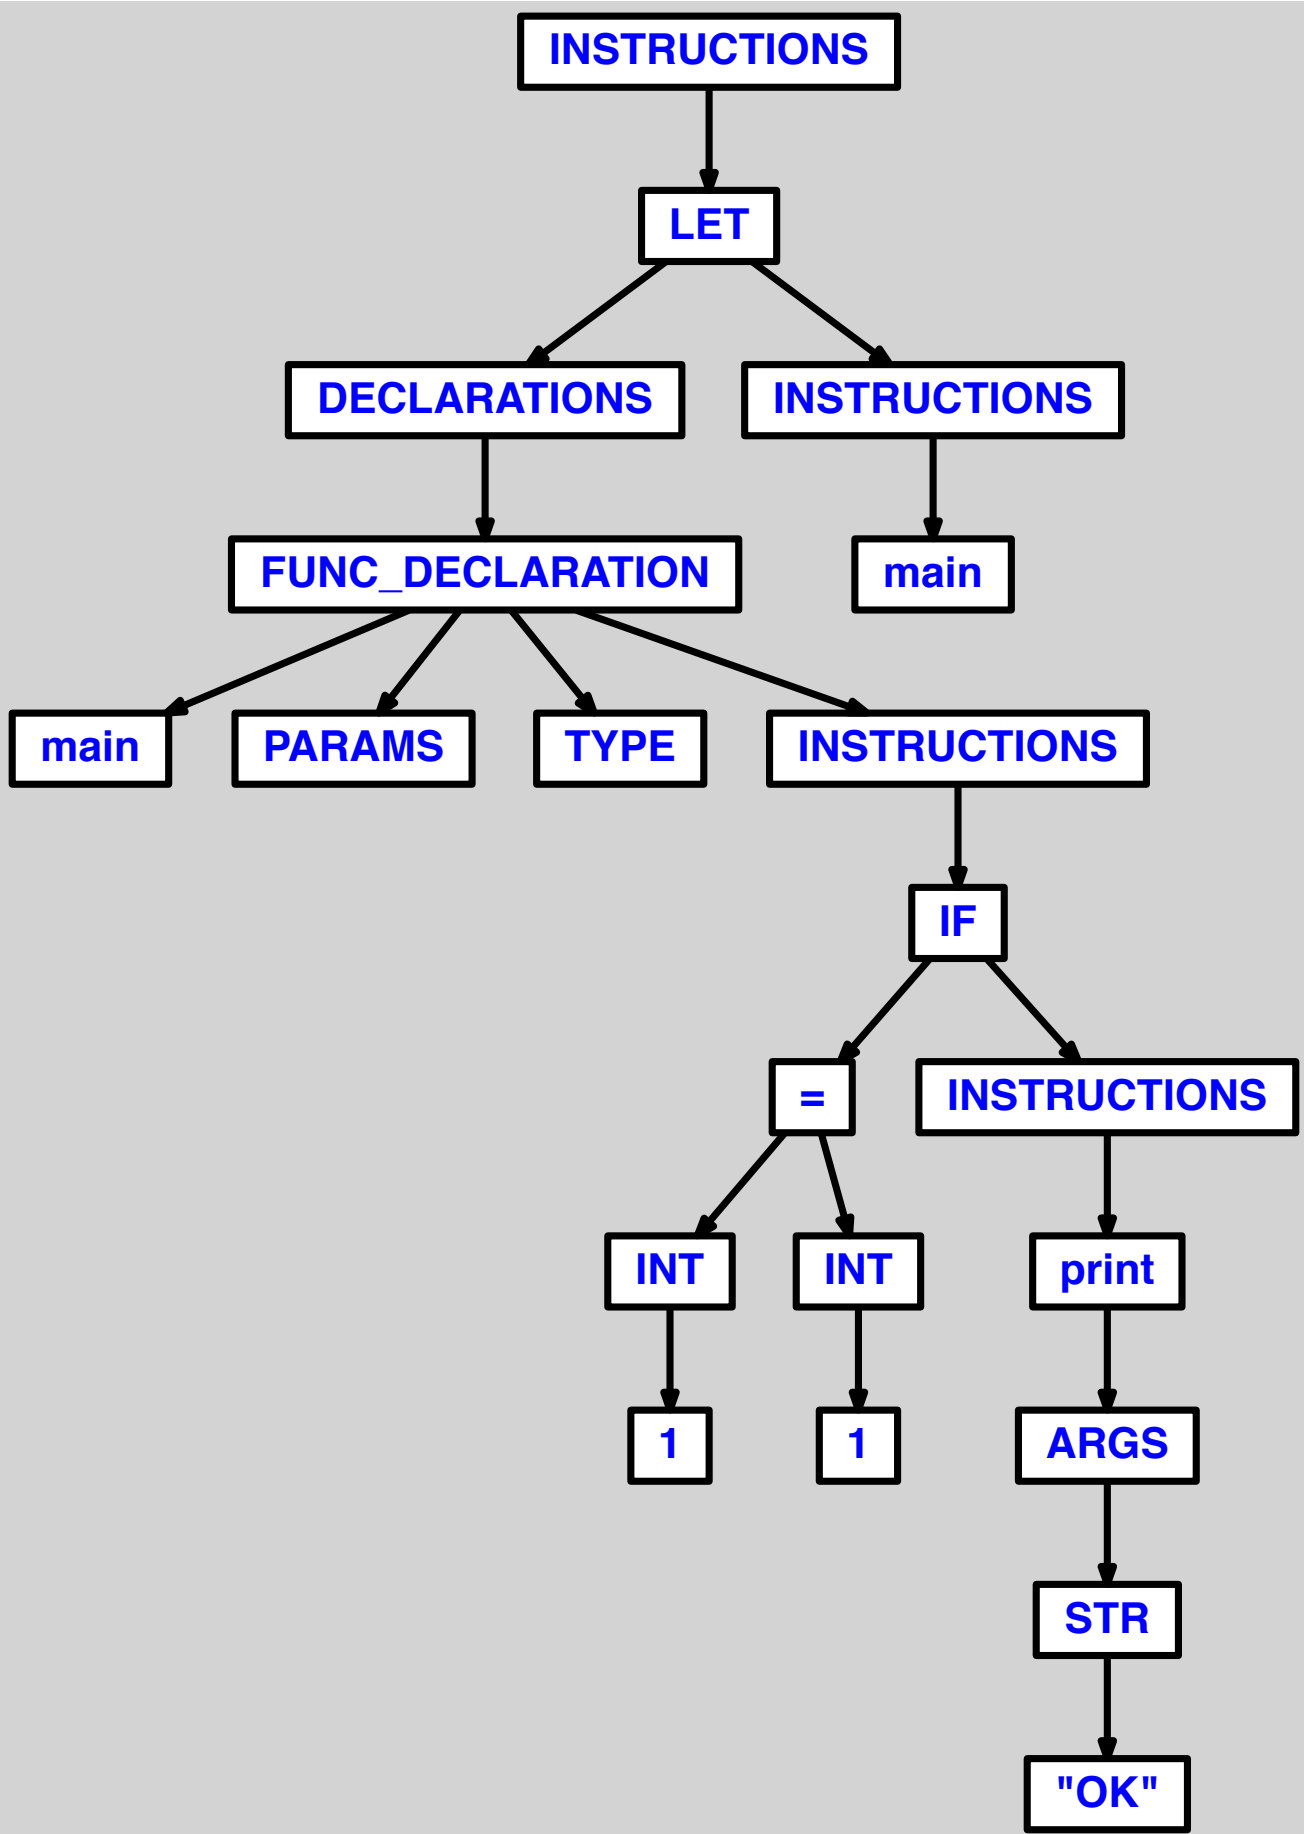 INSTRUCTIONS
LET
DECLARATIONS INSTRUCTIONS
FUNC_DECLARATION main
main PARAMS TYPE INSTRUCTIONS
IF
= INSTRUCTIONS
INT INT print
1 1 ARGS
STR
"OK"